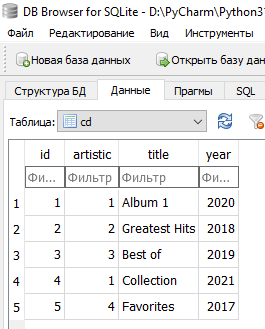 DB Browser for SQLite - D:\PyCharm\Python3
Файл Редактирование Вид Инструменты
Новая база данных Открыть базу дан
Структура БД Данные Прагмы SQL
Таблица: cd
id artistic title year
Фи... Фильтр Фильтр Фи...
1 1 1 Album 1 2020
2 2 2 Greatest Hits 2018
3 3 3 Best of 2019
4 4 1 Collection 2021
5 5 4 Favorites 2017